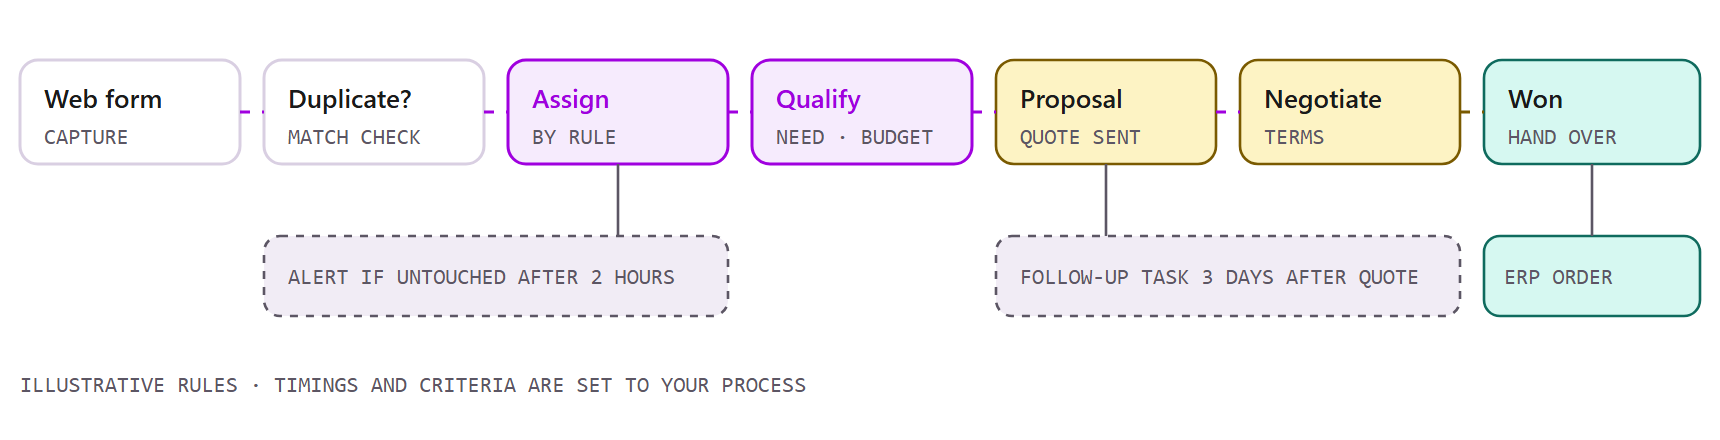 Web form
CAPTURE
Duplicate?
MATCH CHECK
Assign
BY RULE
Qualify
NEED · BUDGET
Proposal
QUOTE SENT
Negotiate
TERMS
Won
HAND OVER
ALERT IF UNTOUCHED AFTER 2 HOURS
FOLLOW-UP TASK 3 DAYS AFTER QUOTE
ERP ORDER
ILLUSTRATIVE RULES · TIMINGS AND CRITERIA ARE SET TO YOUR PROCESS